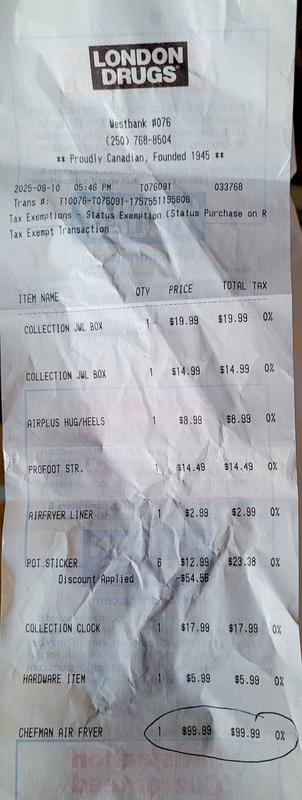 LONDON
DRUGS
Westbank #076
(250) 768-8504
** Proudly Canadian, Founded 1945 **
2025-09-10 05:46 PM T076091 033768
Trans #: T10076-T076091-1757551195606
Tax Exemptions - Status Exemption (Status Purchase on R
Tax Exempt Transaction
ITEM NAME QTY PRICE TOTAL TAX
COLLECTION JWL BOX 1 $19.99 $19.99 0%
COLLECTION JWL BOX 1 $14.99 $14.99 0%
AIRPLUS HUG/HEELS 1 $8.99 $8.99 0%
PROFOOT STR. 1 $14.49 $14.49 0%
AIRFRYER LINER 1 $2.99 $2.99 0%
POT STICKER 6 $12.99 $23.38 0%
Discount Applied -$54.56
COLLECTION CLOCK 1 $17.99 $17.99 0%
HARDWARE ITEM 1 $5.99 $5.99 0%
CHEFMAN AIR FRYER 1 $99.99 $99.99 0%